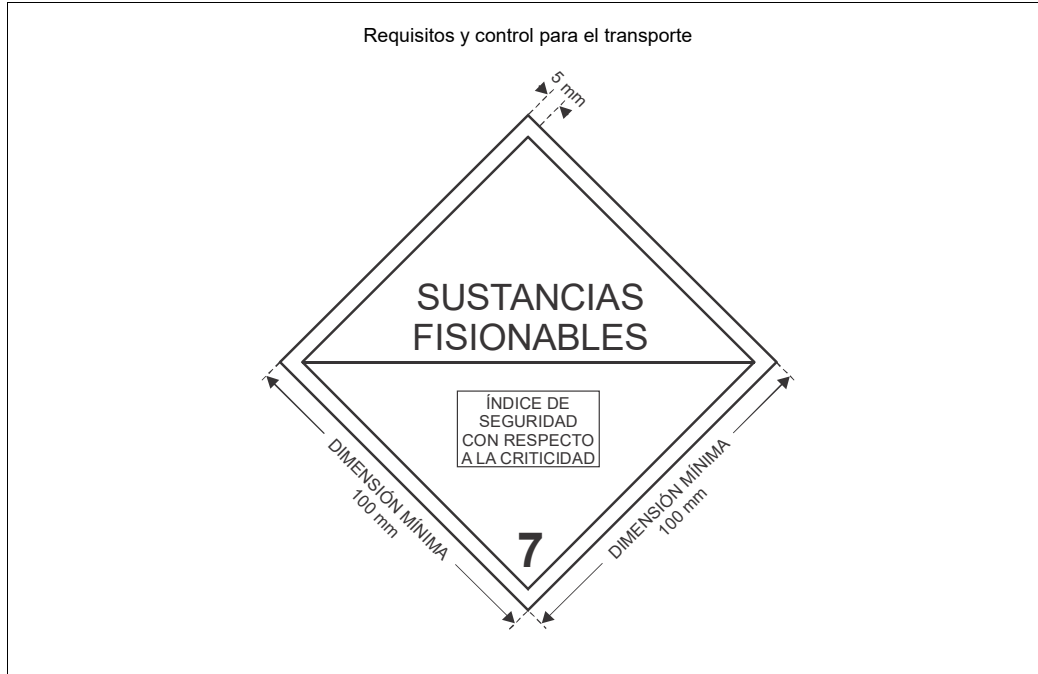 Requisitos y control para el transporte
5 mm
SUSTANCIAS
FISIONABLES
ÍNDICE DE
SEGURIDAD
CON RESPECTO
A LA CRITICIDAD
DIMENSIÓN MÍNIMA
100 mm
DIMENSIÓN MÍNIMA
100 mm
7